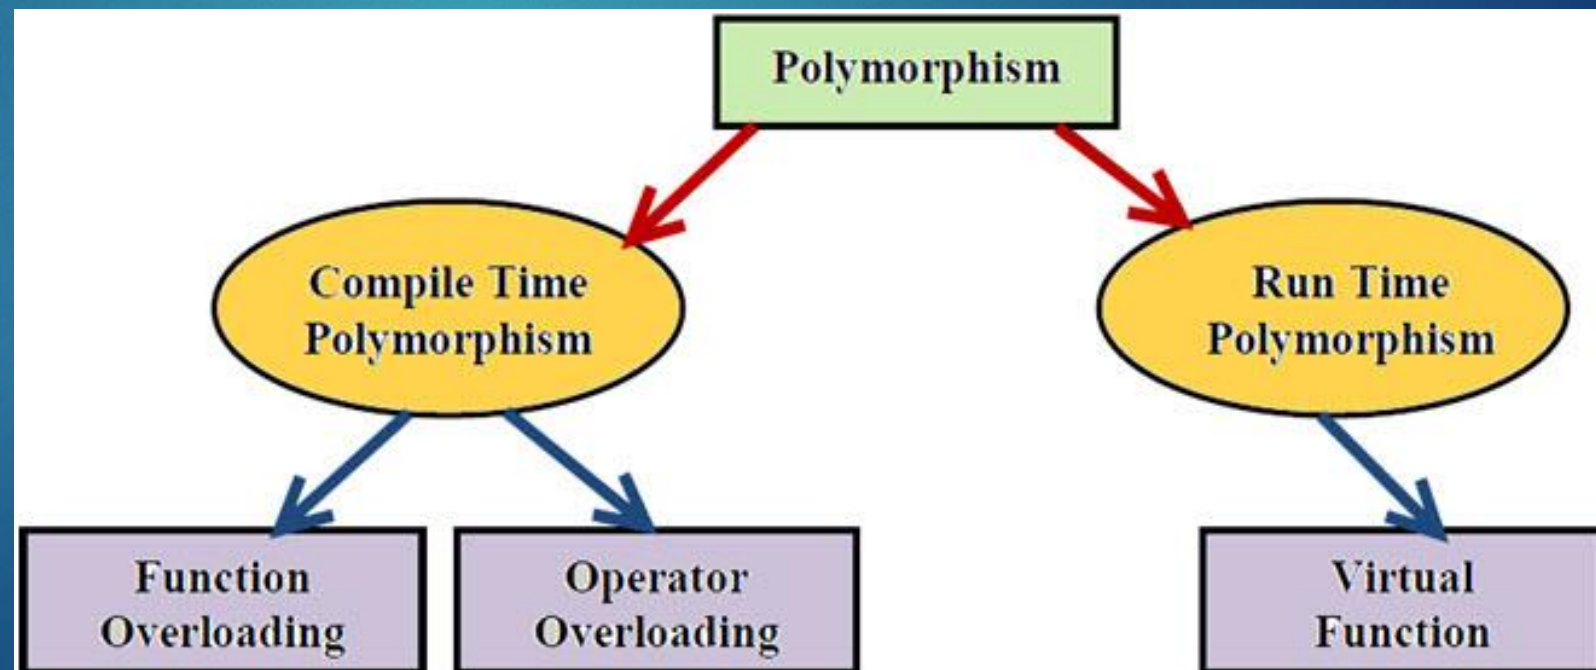 Polymorphism
Compile Time
Polymorphism
Run Time
Polymorphism
Function
Overloading
Operator
Overloading
Virtual
Function